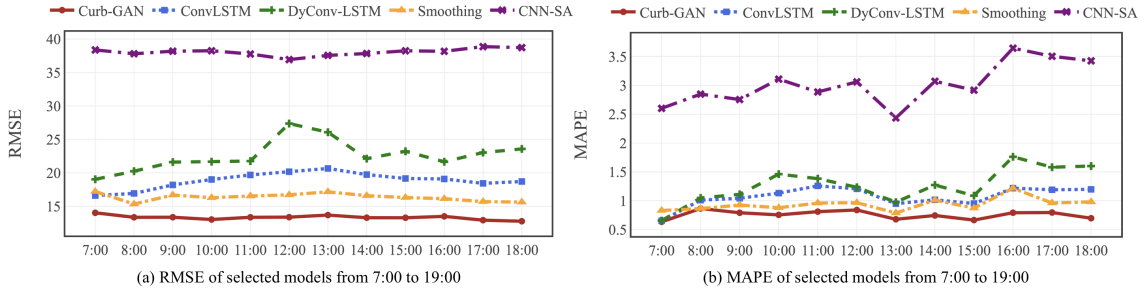 Curb-GAN ConvLSTM DyConv-LSTM Smoothing CNN-SA
40
35
30
25
20
15
RMSE
7:00 8:00 9:00 10:00 11:00 12:00 13:00 14:00 15:00 16:00 17:00 18:00
(a) RMSE of selected models from 7:00 to 19:00
Curb-GAN ConvLSTM DyConv-LSTM Smoothing CNN-SA
3.5
3
2.5
2
1.5
1
0.5
MAPE
7:00 8:00 9:00 10:00 11:00 12:00 13:00 14:00 15:00 16:00 17:00 18:00
(b) MAPE of selected models from 7:00 to 19:00